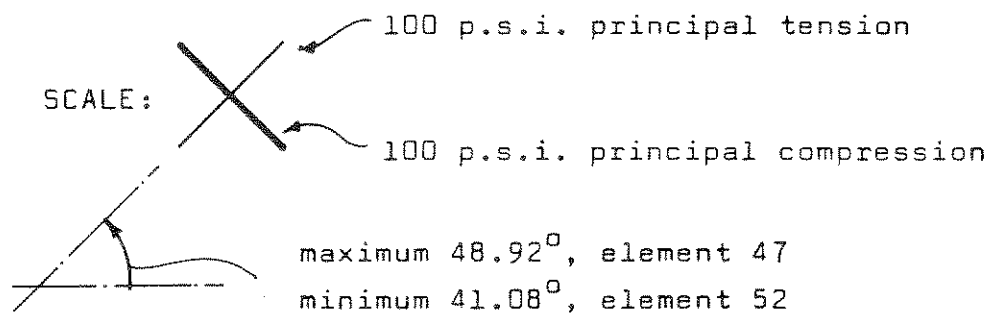 100 p.s.i. principal tension
SCALE:
100 p.s.i. principal compression
maximum 48.92°, element 47
minimum 41.08°, element 52